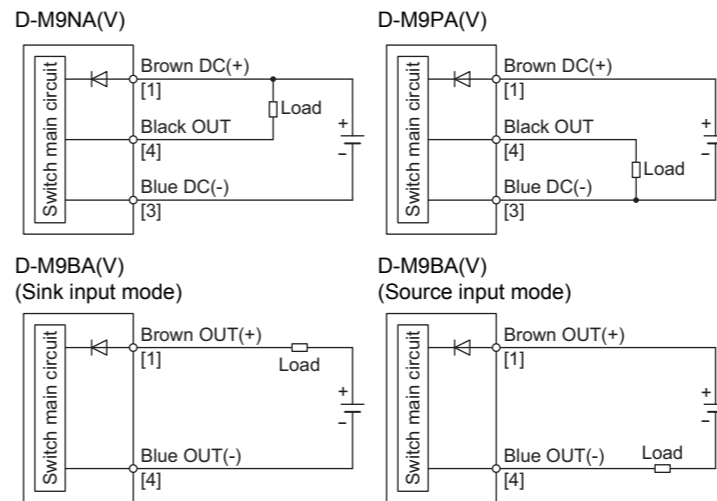 D-M9NA(V)
Switch main circuit
Brown DC(+)
[1]
Load
Black OUT
[4]
+
-
Blue DC(-)
[3]
D-M9PA(V)
Switch main circuit
Brown DC(+)
[1]
Black OUT
[4]
+
-
Load
Blue DC(-)
[3]
D-M9BA(V)
(Sink input mode)
Switch main circuit
Brown OUT(+)
[1]
Load
+
-
Blue OUT(-)
[4]
D-M9BA(V)
(Source input mode)
Switch main circuit
Brown OUT(+)
[1]
+
-
Blue OUT(-)
Load
[4]